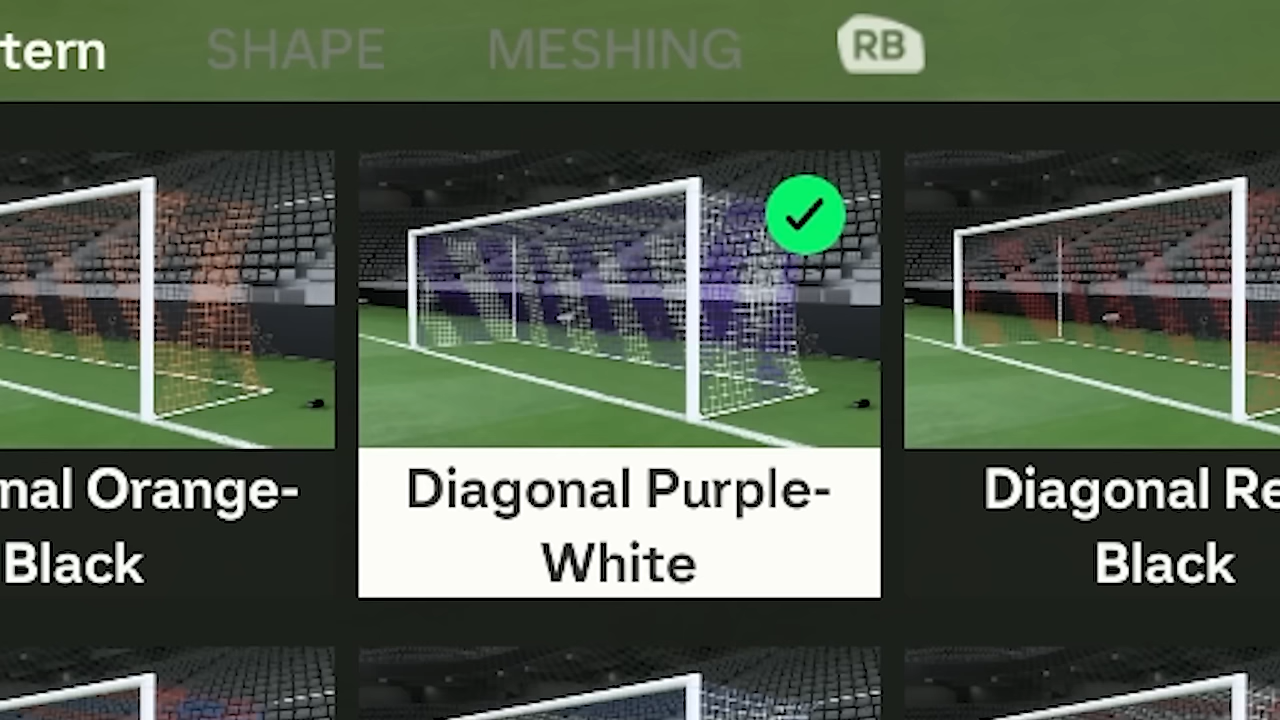 tern SHAPE MESHING RB
nal Orange-
Black
Diagonal Purple-
White
Diagonal Re
Black